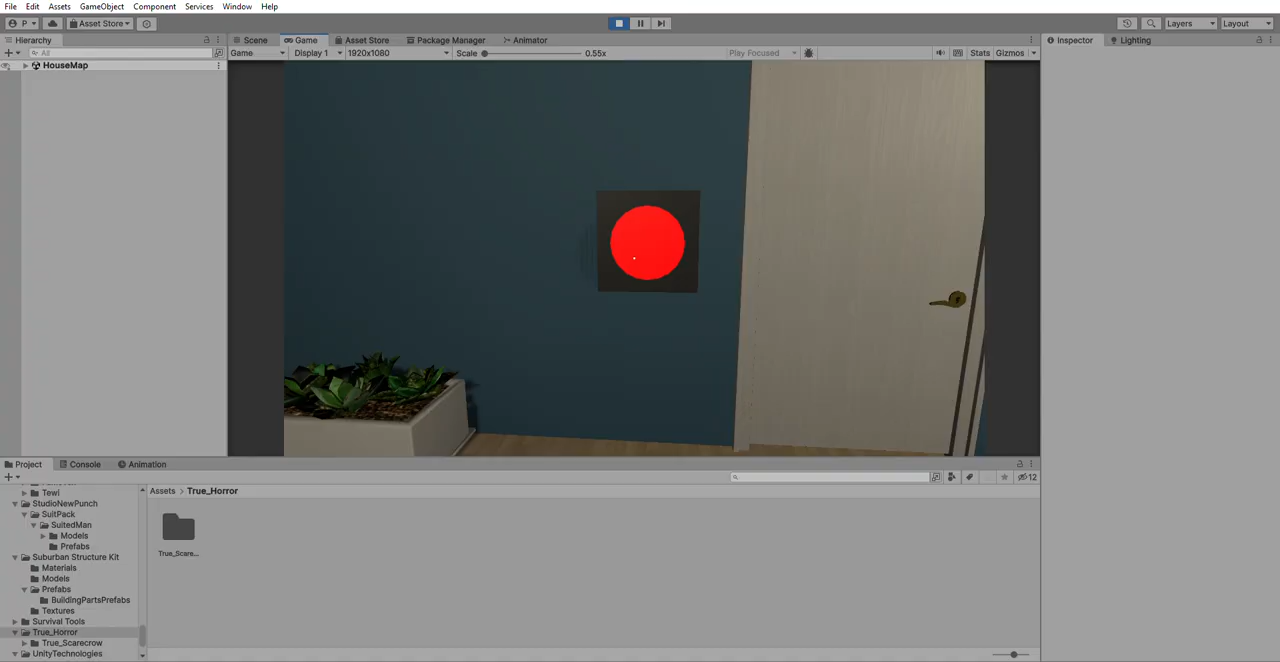 File Edit Assets GameObject Component Services Window Help
P Asset Store Layers Layout
Hierarchy Scene Game Asset Store Package Manager Animator Inspector Lighting
All Game Display 1 1920x1080 Scale 0.55x Play Focused Stats Gizmos
HouseMap
Project Console Animation
12
Assets > True_Horror
Tewi
StudioNewPunch
SuitPack
SuitedMan
Models
Prefabs
Suburban Structure Kit
Materials
Models
Prefabs
BuildingPartsPrefabs
Textures
Survival Tools
True_Horror
True_Scarecrow
UnityTechnologies
True_Scare...